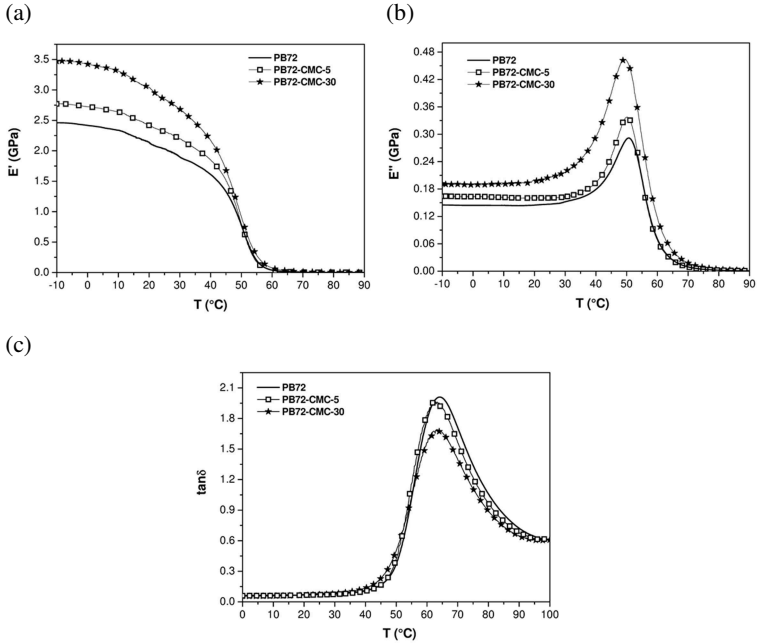 (a)
(b)
PB72
PB72-CMC-5
PB72-CMC-30
3.5
3.0
2.5
2.0
1.5
1.0
0.5
0.0
E' (GPa)
-10 0 10 20 30 40 50 60 70 80 90
T (°C)
PB72
PB72-CMC-5
PB72-CMC-30
0.48
0.42
0.36
0.30
0.24
0.18
0.12
0.06
0.00
E'' (GPa)
-10 0 10 20 30 40 50 60 70 80 90
T (°C)
(c)
PB72
PB72-CMC-5
PB72-CMC-30
2.1
1.8
1.5
1.2
0.9
0.6
0.3
0.0
tanδ
0 10 20 30 40 50 60 70 80 90 100
T (°C)